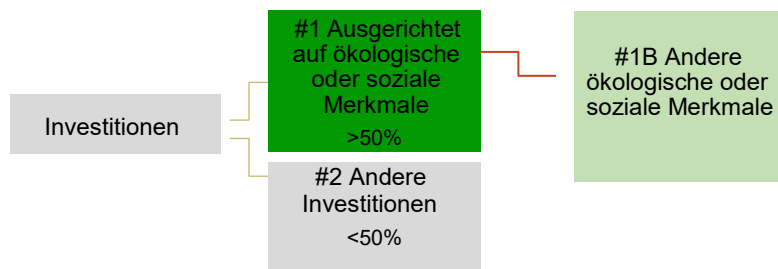 Investitionen
#1 Ausgerichtet
auf ökologische
oder soziale
Merkmale
>50%
#2 Andere
Investitionen
<50%
#1B Andere
ökologische oder
soziale Merkmale